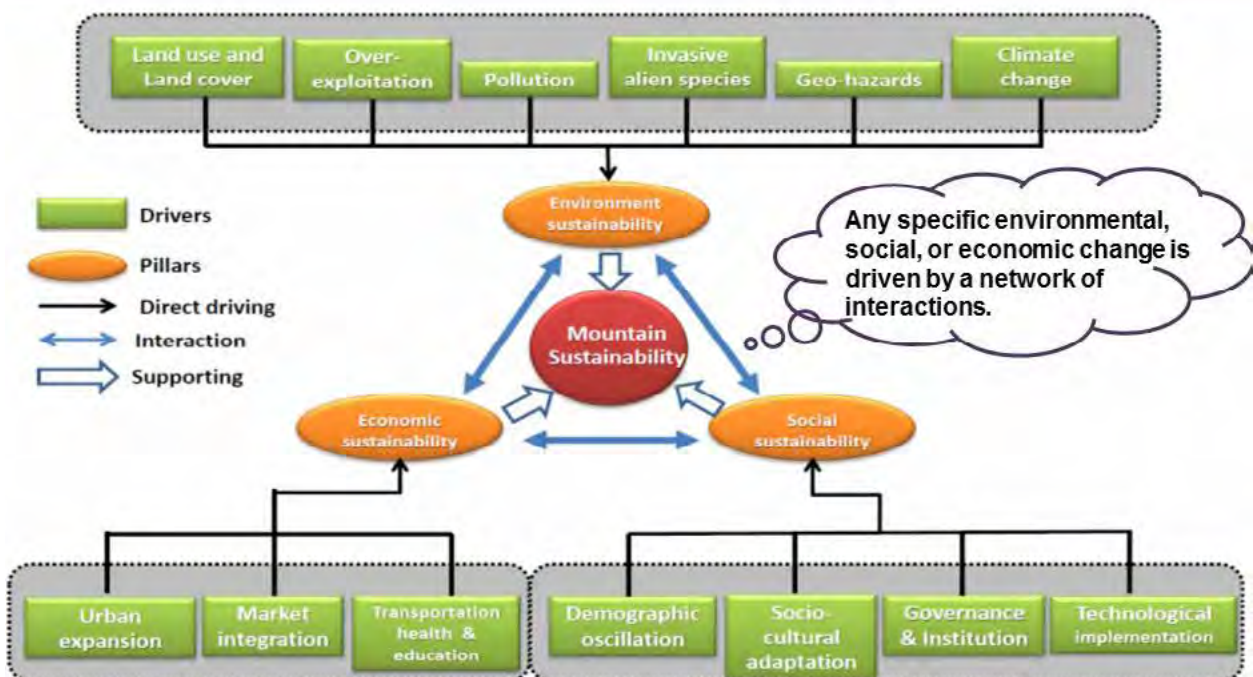 Land use and
Land cover
Over-
exploitation
Pollution
Invasive
alien species
Geo-hazards
Climate
change
Drivers
Pillars
Direct driving
Interaction
Supporting
Environment
sustainability
Any specific environmental,
social, or economic change is
driven by a network of
interactions.
Mountain
Sustainability
Economic
sustainability
Social
sustainability
Urban
expansion
Market
integration
Transportation
health &
education
Demographic
oscillation
Socio-
cultural
adaptation
Governance
& Institution
Technological
implementation